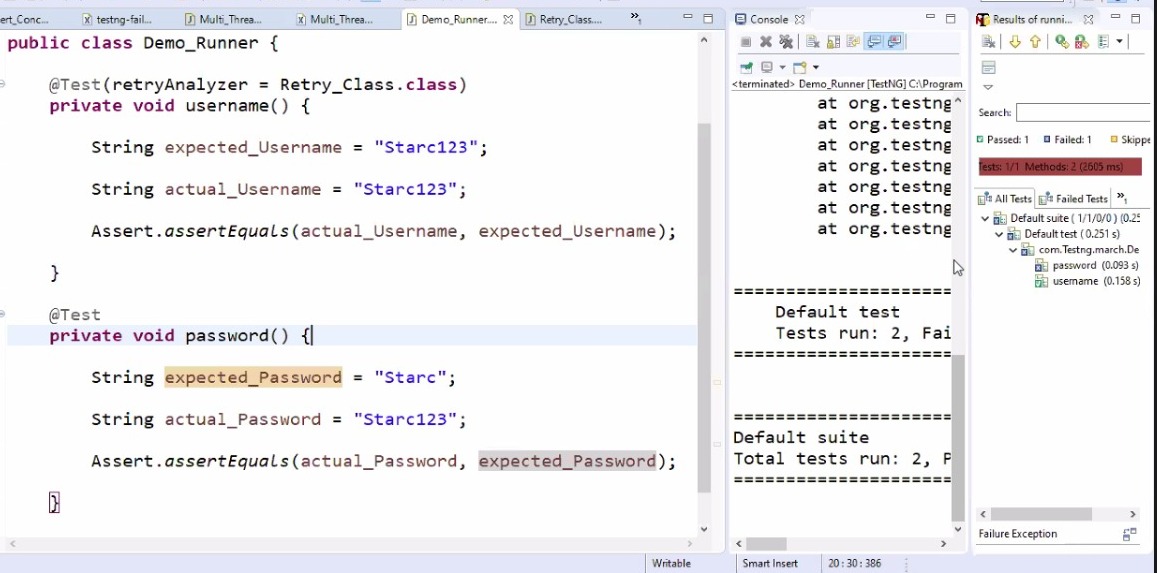 ert_Conc...
testng-fail...
Multi_Threa...
Multi_Threa...
Demo_Runner....
Retry_Class....
»1
public class Demo_Runner {
@Test(retryAnalyzer = Retry_Class.class)
private void username() {
String expected_Username = "Starc123";
String actual_Username = "Starc123";
Assert.assertEquals(actual_Username, expected_Username);
}
@Test
private void password() {
String expected_Password = "Starc";
String actual_Password = "Starc123";
Assert.assertEquals(actual_Password, expected_Password);
}
Console
<terminated> Demo_Runner [TestNG] C:\Program
at org.testng
at org.testng
at org.testng
at org.testng
at org.testng
at org.testng
at org.testng
===============================
Default test
Tests run: 2, Fai
===============================
===============================
Default suite
Total tests run: 2, P
===============================
Results of runni...
Search:
Passed: 1
Failed: 1
Skippe
Tests: 1/1 Methods: 2 (2605 ms)
All Tests
Failed Tests
»1
Default suite ( 1/1/0/0 ) (0.25
Default test ( 0.251 s)
com.Testng.march.De
password (0.093 s)
username (0.158 s)
Failure Exception
Writable
Smart Insert
20 : 30 : 386